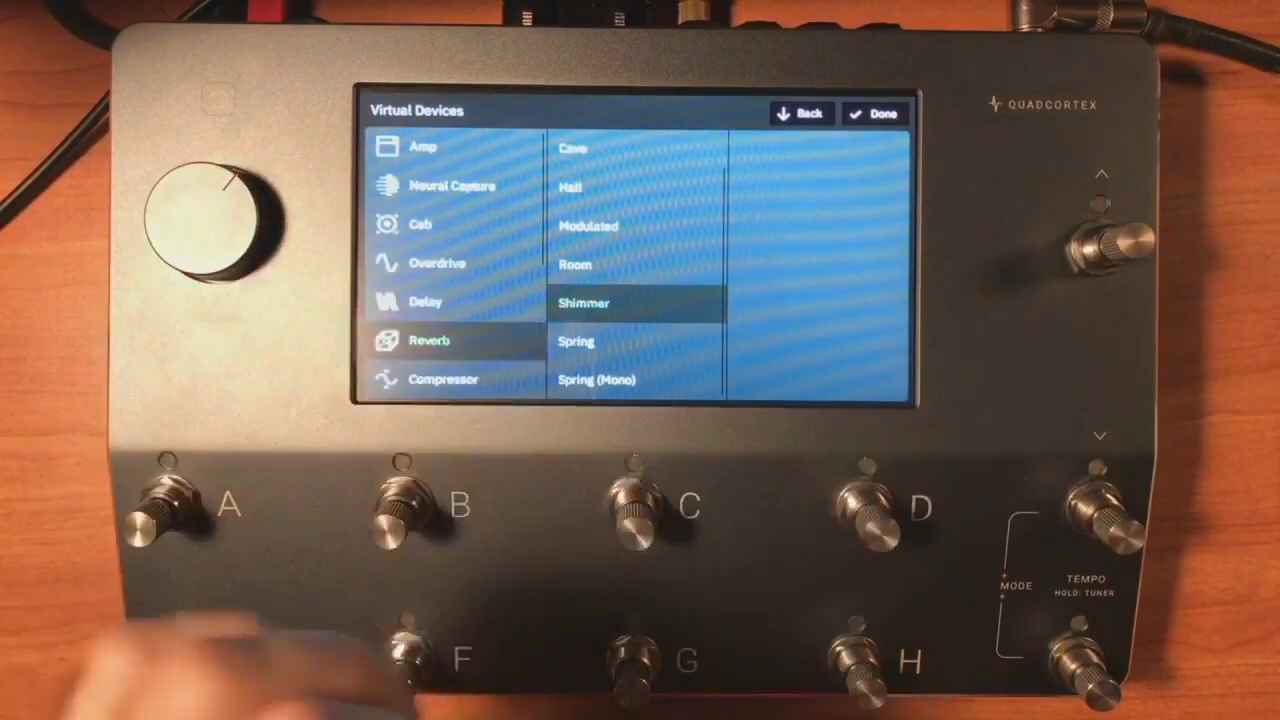 Virtual Devices
Back
Done
Amp
Neural Capture
Cab
Overdrive
Delay
Reverb
Compressor
Cave
Hall
Modulated
Room
Shimmer
Spring
Spring (Mono)
QUADCORTEX
A
B
C
D
MODE
TEMPO
HOLD: TUNER
F
G
H